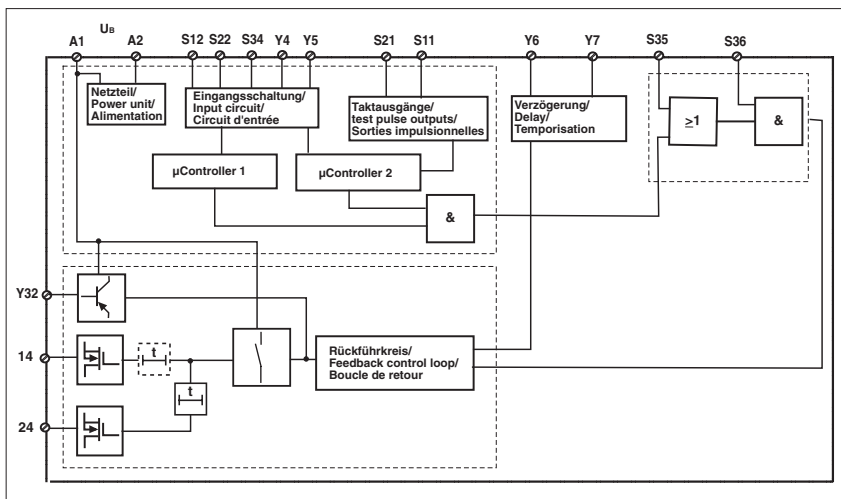 UB
A1
A2
S12 S22 S34 Y4 Y5
S21 S11
Y6
Y7
S35
S36
Netzteil/
Power unit/
Alimentation
Eingangsschaltung/
Input circuit/
Circuit d'entrée
Taktausgänge/
test pulse outputs/
Sorties impulsionnelles
Verzögerung/
Delay/
Temporisation
≥1
&
µController 1
µController 2
&
Y32
14
t
t
24
Rückführkreis/
Feedback control loop/
Boucle de retour